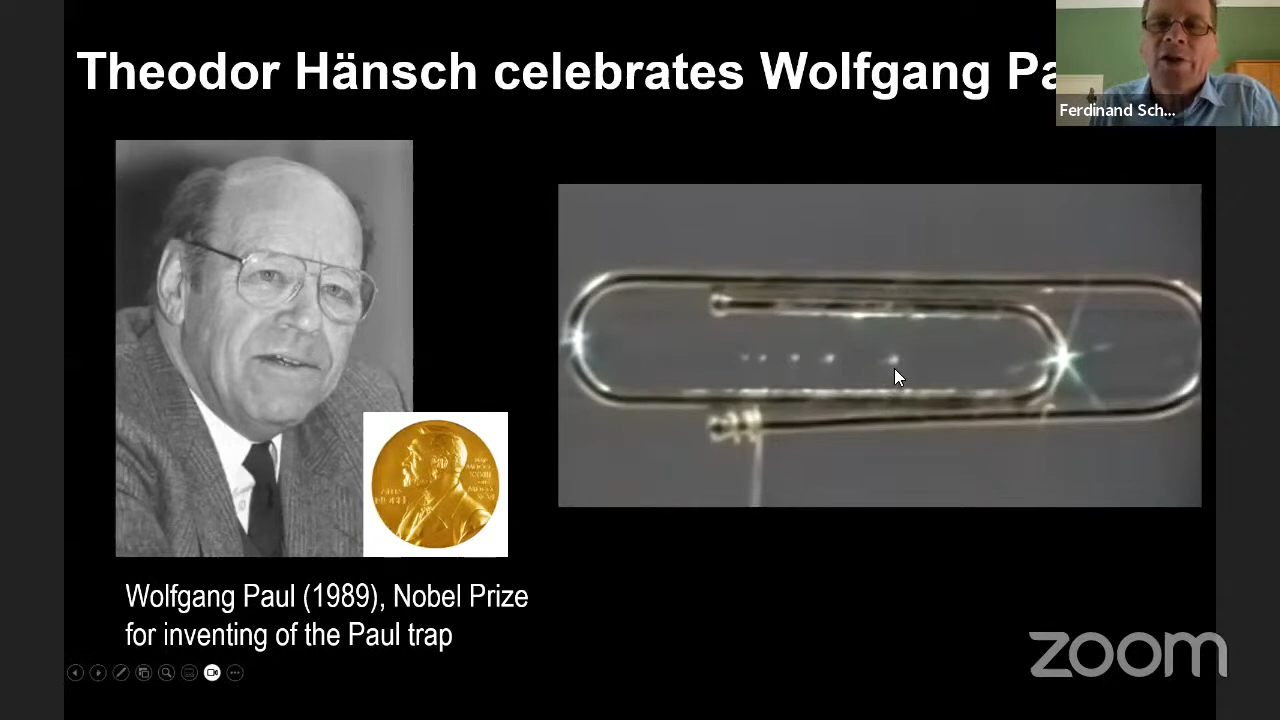 Theodor Hänsch celebrates Wolfgang Pa
Ferdinand Sch...
Wolfgang Paul (1989), Nobel Prize
for inventing of the Paul trap
zoom